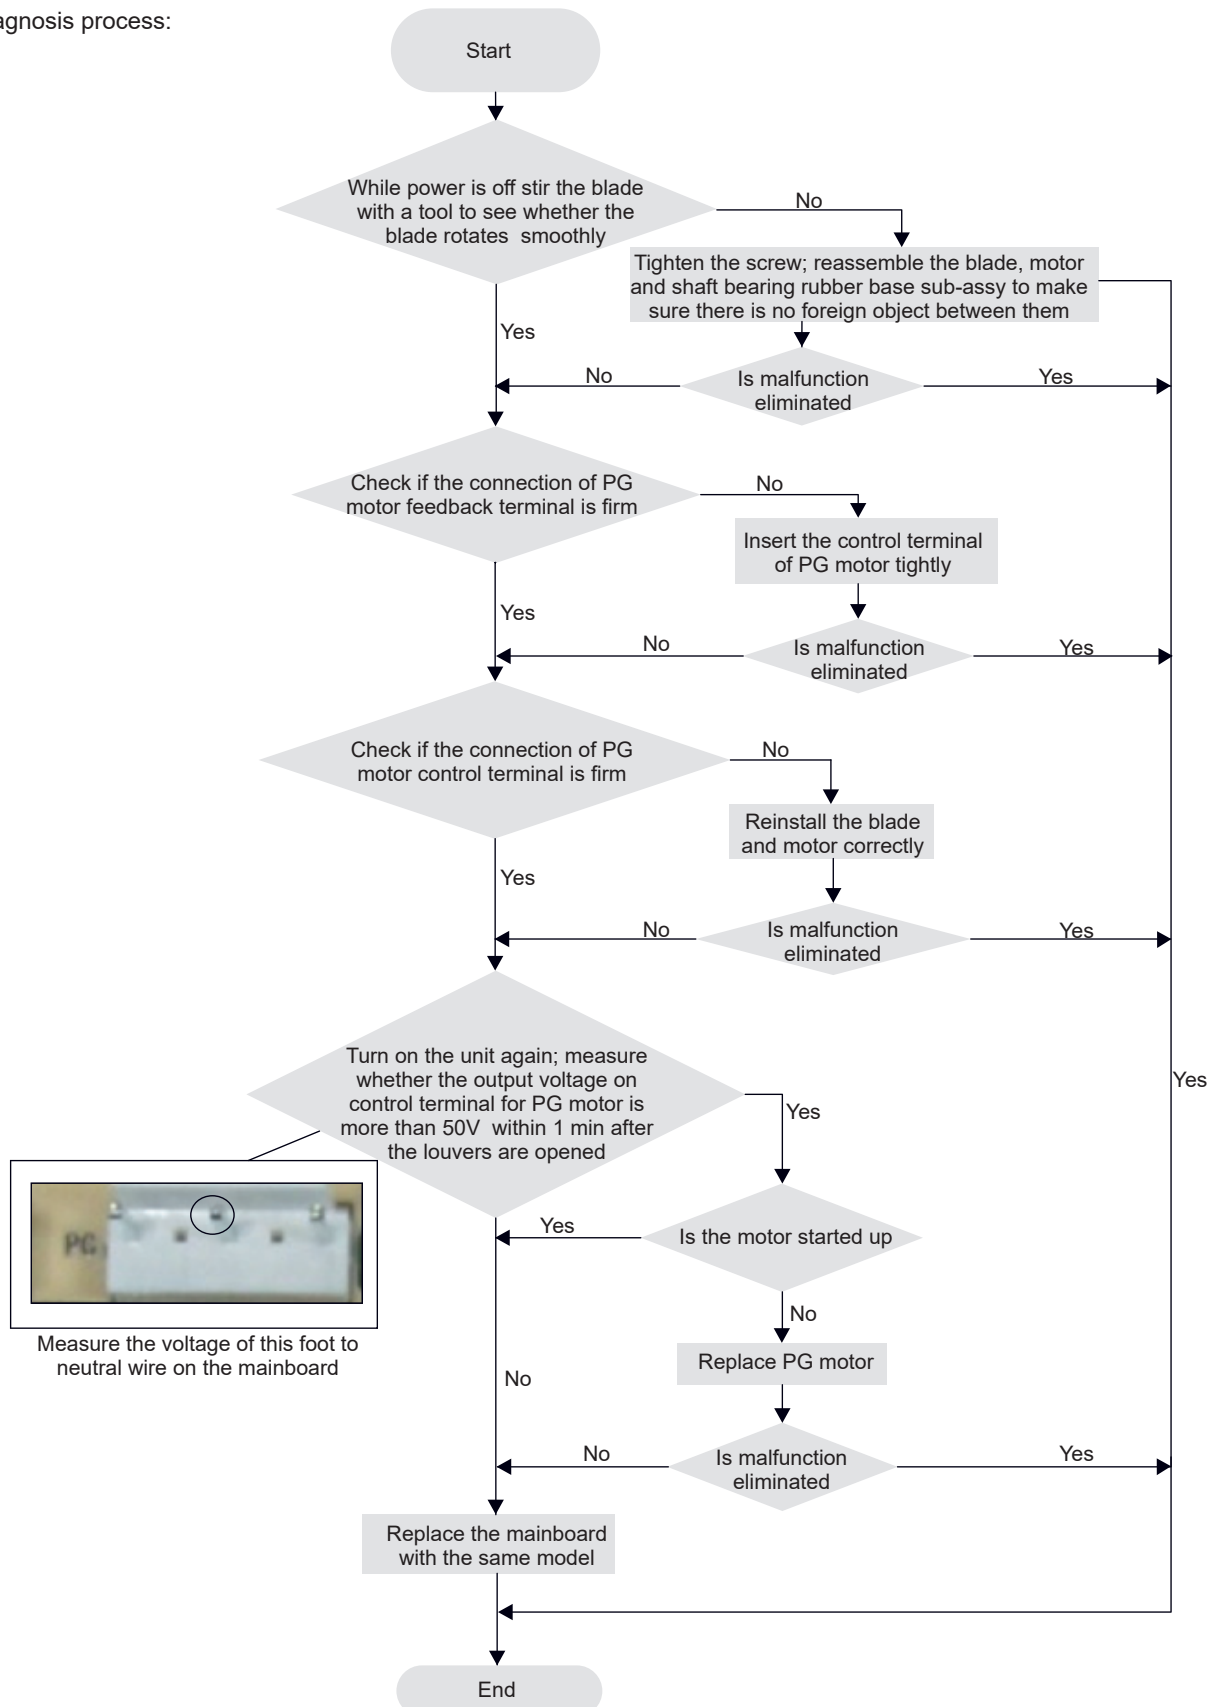 agnosis process:
Start
While power is off stir the blade
with a tool to see whether the
blade rotates smoothly
No
Tighten the screw; reassemble the blade, motor
and shaft bearing rubber base sub-assy to make
sure there is no foreign object between them
Yes
No
Is malfunction
eliminated
Yes
Check if the connection of PG
motor feedback terminal is firm
No
Insert the control terminal
of PG motor tightly
Yes
No
Is malfunction
eliminated
Yes
Check if the connection of PG
motor control terminal is firm
No
Reinstall the blade
and motor correctly
Yes
No
Is malfunction
eliminated
Yes
Turn on the unit again; measure
whether the output voltage on
control terminal for PG motor is
more than 50V within 1 min after
the louvers are opened
Yes
Yes
PG
Measure the voltage of this foot to
neutral wire on the mainboard
Yes
Is the motor started up
No
Replace PG motor
No
No
Is malfunction
eliminated
Yes
Replace the mainboard
with the same model
End